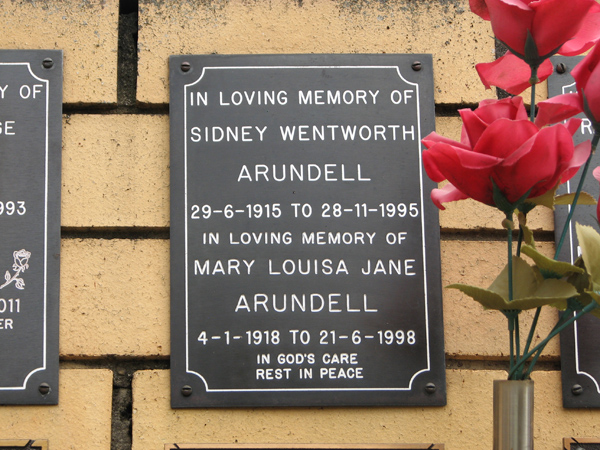 IN LOVING MEMORY OF
SIDNEY WENTWORTH
ARUNDELL
29-6-1915 TO 28-11-1995
IN LOVING MEMORY OF
MARY LOUISA JANE
ARUNDELL
4-1-1918 TO 21-6-1998
IN GOD'S CARE
REST IN PEACE